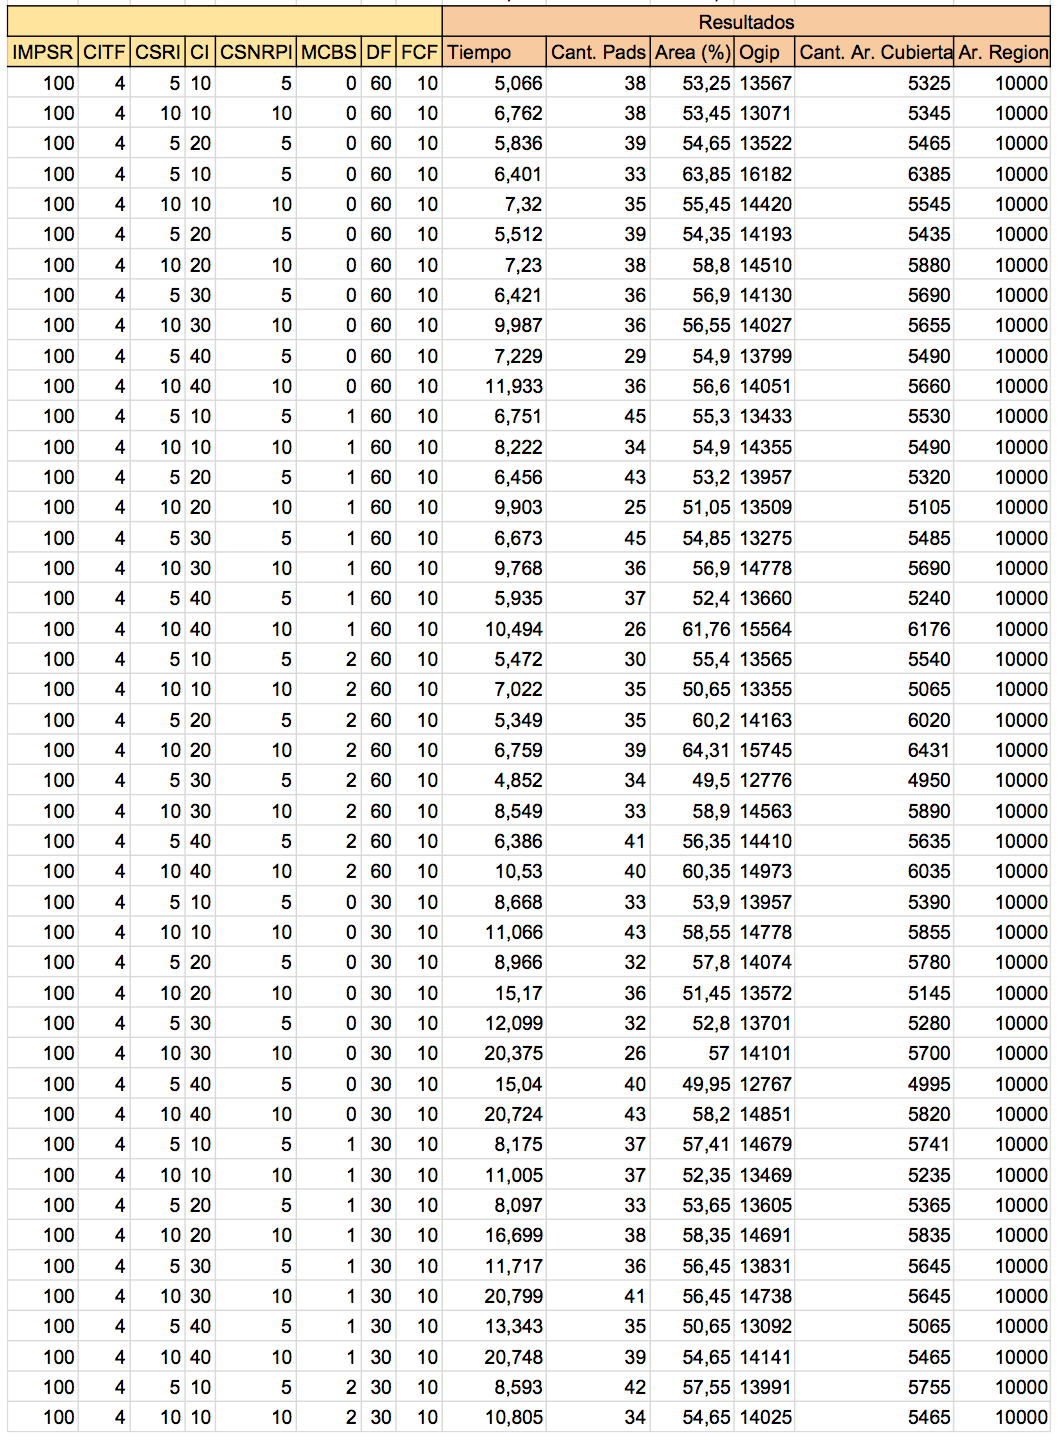 Resultados
IMPSR CITF CSRI CI CSNRPI MCBS DF FCF Tiempo Cant. Pads Area (%) Ogip Cant. Ar. Cubierta Ar. Region
100 4 5 10 5 0 60 10 5,066 38 53,25 13567 5325 10000
100 4 10 10 10 0 60 10 6,762 38 53,45 13071 5345 10000
100 4 5 20 5 0 60 10 5,836 39 54,65 13522 5465 10000
100 4 5 10 5 0 60 10 6,401 33 63,85 16182 6385 10000
100 4 10 10 10 0 60 10 7,32 35 55,45 14420 5545 10000
100 4 5 20 5 0 60 10 5,512 39 54,35 14193 5435 10000
100 4 10 20 10 0 60 10 7,23 38 58,8 14510 5880 10000
100 4 5 30 5 0 60 10 6,421 36 56,9 14130 5690 10000
100 4 10 30 10 0 60 10 9,987 36 56,55 14027 5655 10000
100 4 5 40 5 0 60 10 7,229 29 54,9 13799 5490 10000
100 4 10 40 10 0 60 10 11,933 36 56,6 14051 5660 10000
100 4 5 10 5 1 60 10 6,751 45 55,3 13433 5530 10000
100 4 10 10 10 1 60 10 8,222 34 54,9 14355 5490 10000
100 4 5 20 5 1 60 10 6,456 43 53,2 13957 5320 10000
100 4 10 20 10 1 60 10 9,903 25 51,05 13509 5105 10000
100 4 5 30 5 1 60 10 6,673 45 54,85 13275 5485 10000
100 4 10 30 10 1 60 10 9,768 36 56,9 14778 5690 10000
100 4 5 40 5 1 60 10 5,935 37 52,4 13660 5240 10000
100 4 10 40 10 1 60 10 10,494 26 61,76 15564 6176 10000
100 4 5 10 5 2 60 10 5,472 30 55,4 13565 5540 10000
100 4 10 10 10 2 60 10 7,022 35 50,65 13355 5065 10000
100 4 5 20 5 2 60 10 5,349 35 60,2 14163 6020 10000
100 4 10 20 10 2 60 10 6,759 39 64,31 15745 6431 10000
100 4 5 30 5 2 60 10 4,852 34 49,5 12776 4950 10000
100 4 10 30 10 2 60 10 8,549 33 58,9 14563 5890 10000
100 4 5 40 5 2 60 10 6,386 41 56,35 14410 5635 10000
100 4 10 40 10 2 60 10 10,53 40 60,35 14973 6035 10000
100 4 5 10 5 0 30 10 8,668 33 53,9 13957 5390 10000
100 4 10 10 10 0 30 10 11,066 43 58,55 14778 5855 10000
100 4 5 20 5 0 30 10 8,966 32 57,8 14074 5780 10000
100 4 10 20 10 0 30 10 15,17 36 51,45 13572 5145 10000
100 4 5 30 5 0 30 10 12,099 32 52,8 13701 5280 10000
100 4 10 30 10 0 30 10 20,375 26 57 14101 5700 10000
100 4 5 40 5 0 30 10 15,04 40 49,95 12767 4995 10000
100 4 10 40 10 0 30 10 20,724 43 58,2 14851 5820 10000
100 4 5 10 5 1 30 10 8,175 37 57,41 14679 5741 10000
100 4 10 10 10 1 30 10 11,005 37 52,35 13469 5235 10000
100 4 5 20 5 1 30 10 8,097 33 53,65 13605 5365 10000
100 4 10 20 10 1 30 10 16,699 38 58,35 14691 5835 10000
100 4 5 30 5 1 30 10 11,717 36 56,45 13831 5645 10000
100 4 10 30 10 1 30 10 20,799 41 56,45 14738 5645 10000
100 4 5 40 5 1 30 10 13,343 35 50,65 13092 5065 10000
100 4 10 40 10 1 30 10 20,748 39 54,65 14141 5465 10000
100 4 5 10 5 2 30 10 8,593 42 57,55 13991 5755 10000
100 4 10 10 10 2 30 10 10,805 34 54,65 14025 5465 10000